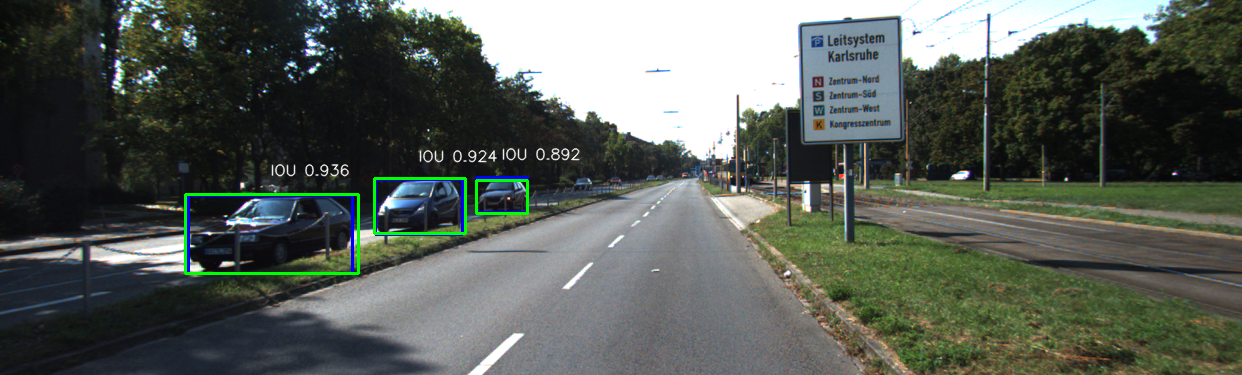 Leitsystem
Karlsruhe
N Zentrum-Nord
S Zentrum-Süd
W Zentrum-West
K Kongresszentrum
IOU 0.936
IOU 0.924
IOU 0.892